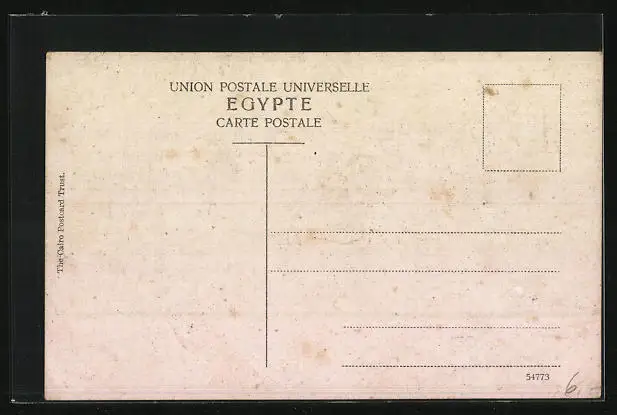 UNION POSTALE UNIVERSELLE
EGYPTE
CARTE POSTALE
The Cairo Postcard Trust.
54773
6.